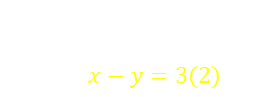 x − y = 3(2)